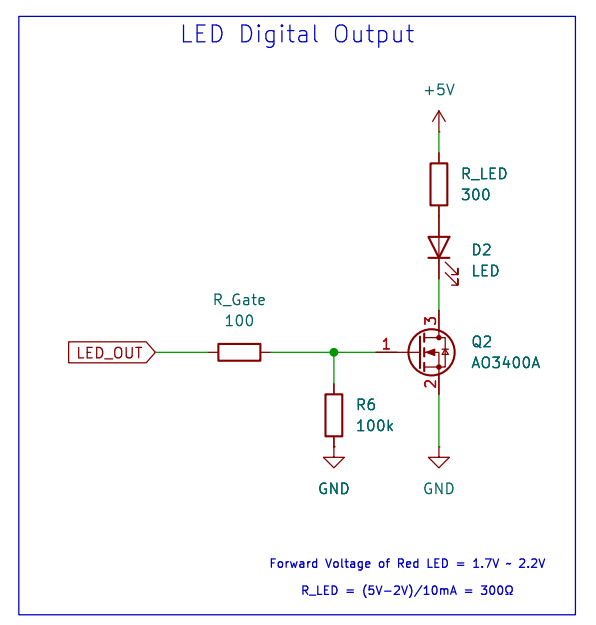 LED Digital Output
+5V
R_LED
300
D2
LED
R_Gate
100
LED_OUT
1
3
2
Q2
AO3400A
R6
100k
GND
GND
Forward Voltage of Red LED = 1.7V ~ 2.2V
R_LED = (5V-2V)/10mA = 300Ω